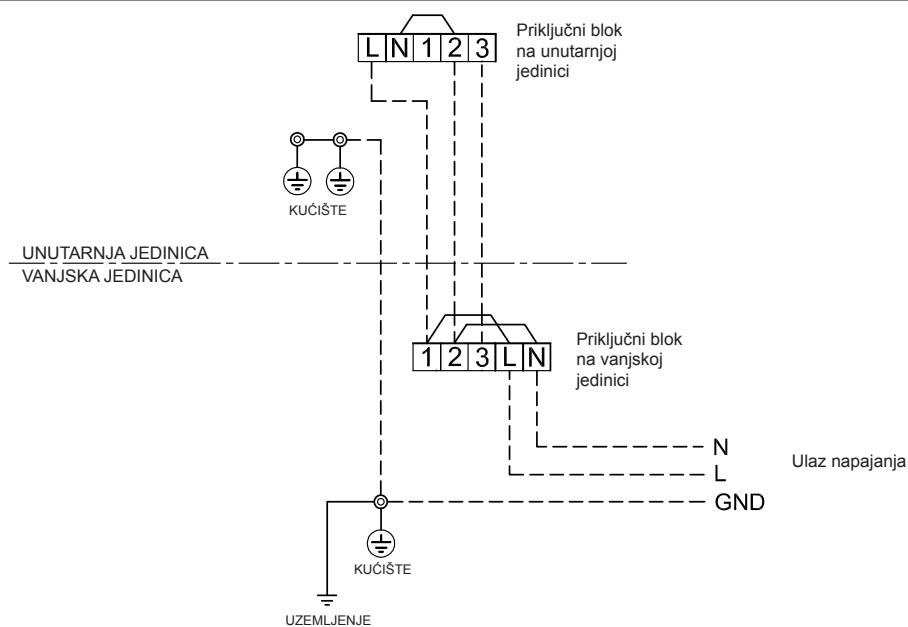 Priključni blok
na unutarnjoj
jedinici
L N 1 2 3
KUĆIŠTE
UNUTARNJA JEDINICA
VANJSKA JEDINICA
Priključni blok
na vanjskoj
jedinici
1 2 3 L N
N
L
GND
Ulaz napajanja
KUĆIŠTE
UZEMLJENJE